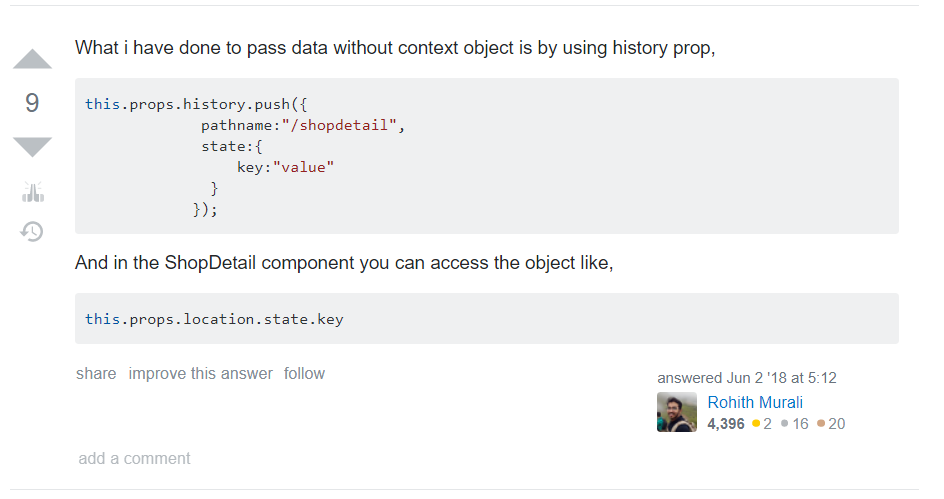 What i have done to pass data without context object is by using history prop,
9
this.props.history.push({
pathname:"/shopdetail",
state:{
key:"value"
}
});
And in the ShopDetail component you can access the object like,
this.props.location.state.key
share improve this answer follow
answered Jun 2 '18 at 5:12
Rohith Murali
4,396 2 16 20
add a comment